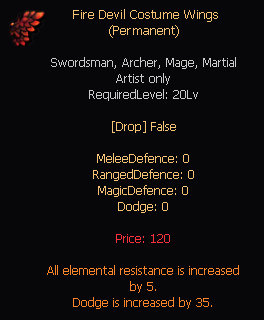 Fire Devil Costume Wings
(Permanent)
Swordsman, Archer, Mage, Martial
Artist only
RequiredLevel: 20Lv
[Drop] False
MeleeDefence: 0
RangedDefence: 0
MagicDefence: 0
Dodge: 0
Price: 120
All elemental resistance is increased
by 5.
Dodge is increased by 35.